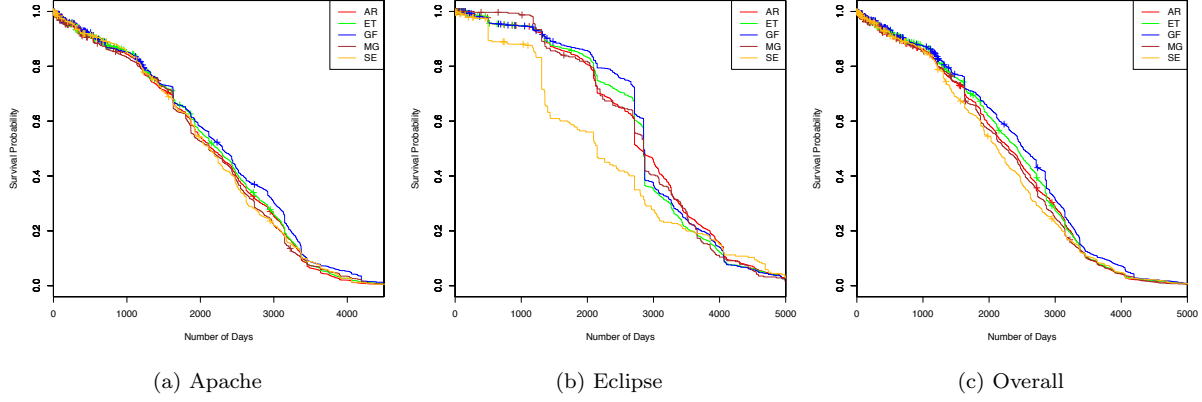 AR
ET
GF
MG
SE
Survival Probability
1.0
0.8
0.6
0.4
0.2
0.0
0 1000 2000 3000 4000
Number of Days
(a) Apache
AR
ET
GF
MG
SE
Survival Probability
1.0
0.8
0.6
0.4
0.2
0.0
0 1000 2000 3000 4000 5000
Number of Days
(b) Eclipse
AR
ET
GF
MG
SE
Survival Probability
1.0
0.8
0.6
0.4
0.2
0.0
0 1000 2000 3000 4000 5000
Number of Days
(c) Overall